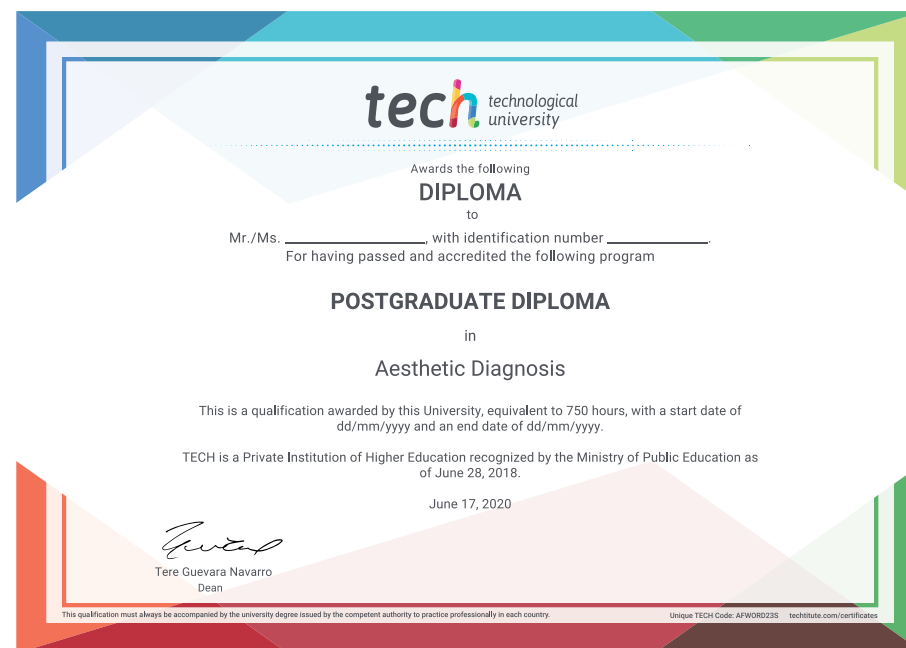 tech technological
university
Awards the following
DIPLOMA
to
Mr./Ms. ____________________, with identification number ______________.
For having passed and accredited the following program
POSTGRADUATE DIPLOMA
in
Aesthetic Diagnosis
This is a qualification awarded by this University, equivalent to 750 hours, with a start date of
dd/mm/yyyy and an end date of dd/mm/yyyy.
TECH is a Private Institution of Higher Education recognized by the Ministry of Public Education as
of June 28, 2018.
June 17, 2020
Tere Guevara Navarro
Dean
This qualification must always be accompanied by the university degree issued by the competent authority to practice professionally in each country.
Unique TECH Code: AFWORD23S techtitute.com/certificates